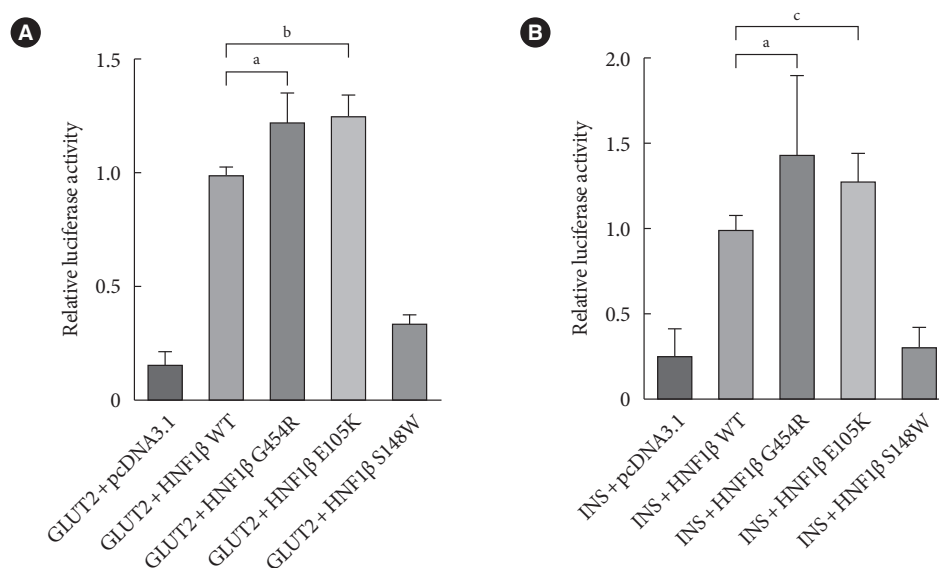 A
b
a
1.5
1.0
0.5
0
Relative luciferase activity
GLUT2 + pcDNA3.1
GLUT2 + HNF1β WT
GLUT2 + HNF1β G454R
GLUT2 + HNF1β E105K
GLUT2 + HNF1β S148W
B
c
a
2.0
1.5
1.0
0.5
0
Relative luciferase activity
INS + pcDNA3.1
INS + HNF1β WT
INS + HNF1β G454R
INS + HNF1β E105K
INS + HNF1β S148W